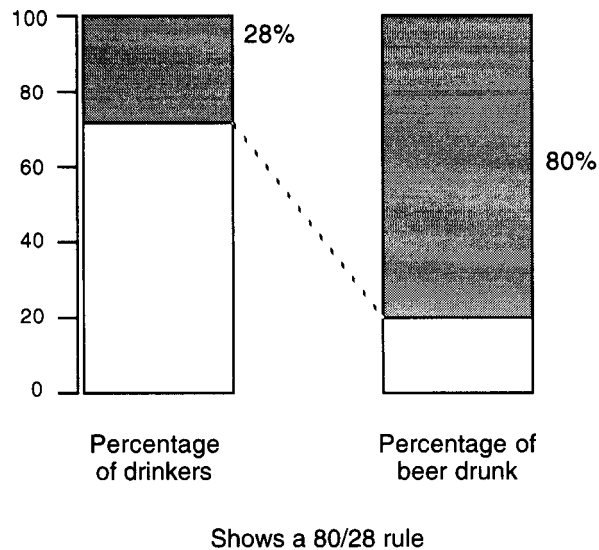 100
80
60
40
20
0
28%
80%
Percentage
of drinkers
Percentage of
beer drunk
Shows a 80/28 rule